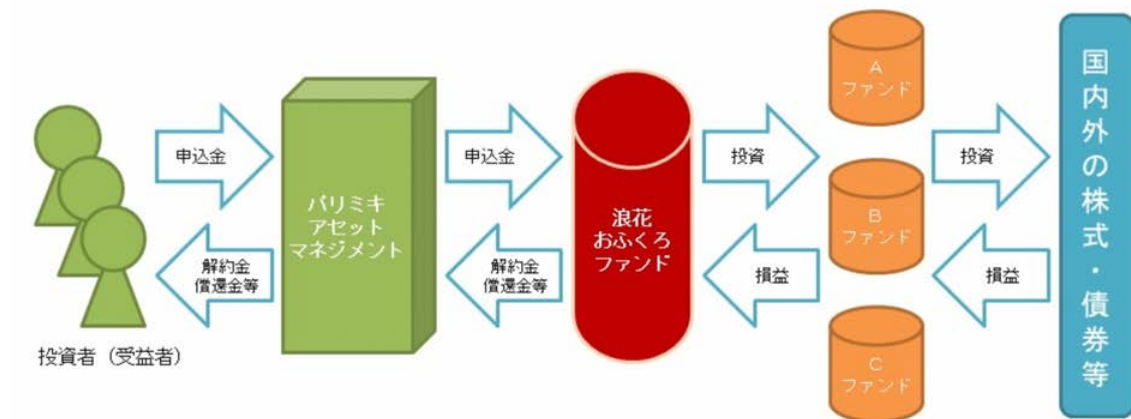 申込金
解約金
償還金等
投資者（受益者）
パリミキ
アセット
マネジメント
申込金
解約金
償還金等
浪花
おふくろ
ファンド
投資
損益
A
ファンド
B
ファンド
C
ファンド
投資
損益
国内外の株式・債券等